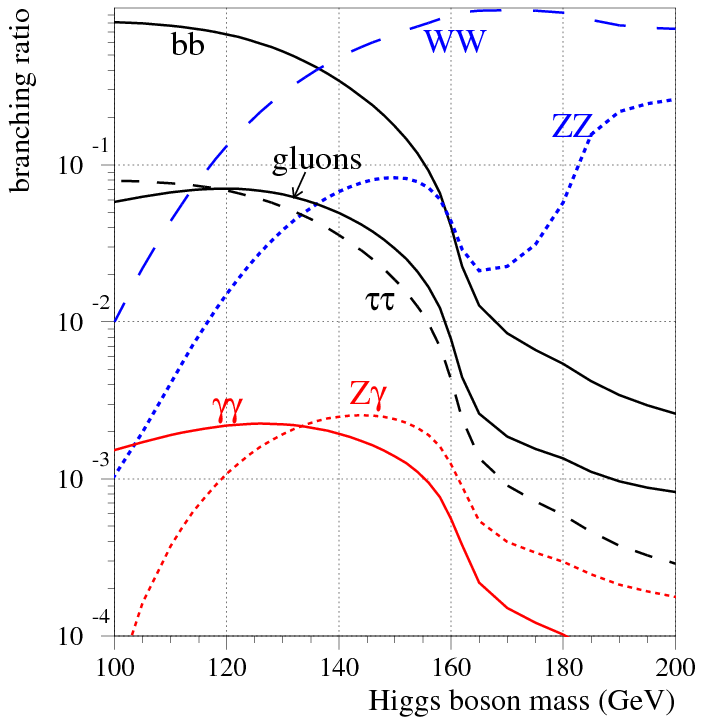 branching ratio
bb
WW
ZZ
gluons
ττ
γγ
Zγ
10 -1
10 -2
10 -3
10 -4
100 120 140 160 180 200
Higgs boson mass (GeV)